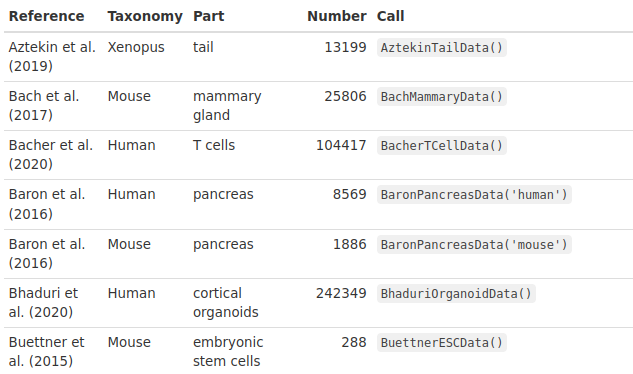 Reference Taxonomy Part Number Call
Aztekin et al. Xenopus tail 13199 AztekinTailData()
(2019)
Bach et al. Mouse mammary 25806 BachMammaryData()
(2017) gland
Bacher et al. Human T cells 104417 BacherTCellData()
(2020)
Baron et al. Human pancreas 8569 BaronPancreasData('human')
(2016)
Baron et al. Mouse pancreas 1886 BaronPancreasData('mouse')
(2016)
Bhaduri et Human cortical 242349 BhaduriOrganoidData()
al. (2020) organoids
Buettner et Mouse embryonic 288 BuettnerESCData()
al. (2015) stem cells